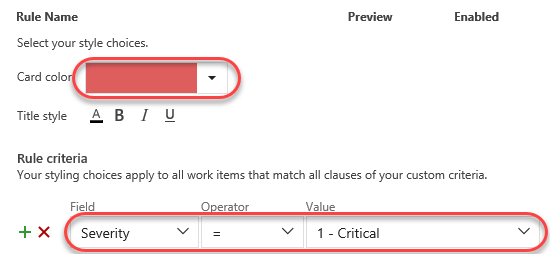 Rule Name Preview Enabled
Select your style choices.
Card color
Title style A B I U
Rule criteria
Your styling choices apply to all work items that match all clauses of your custom criteria.
Field Operator Value
Severity = 1 - Critical